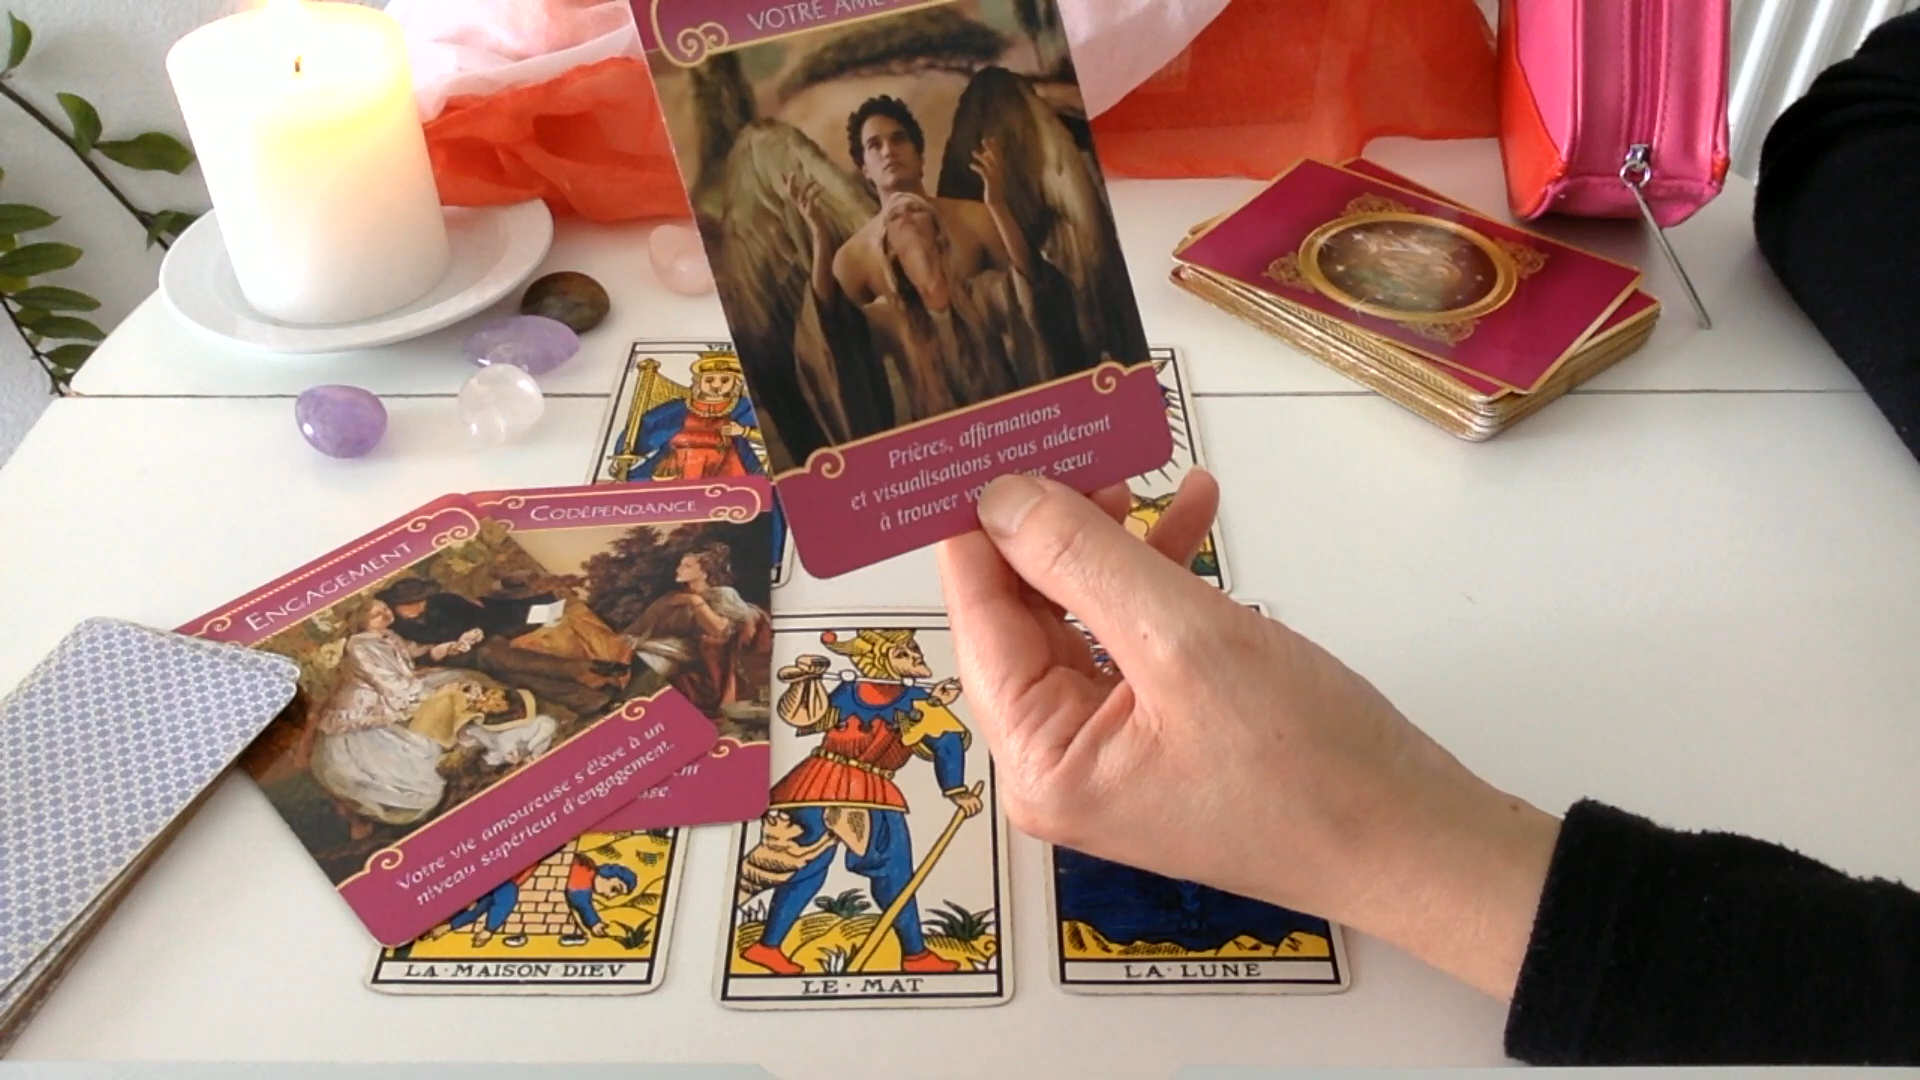 VOTRE ÂME
Prières, affirmations
et visualisations vous aideront
à trouver sœur.
CODÉPENDANCE
ENGAGEMENT
Votre vie amoureuse s'élève à un
niveau supérieur d'engagement.
LA·MAISON·DIEV
LE·MAT
LA·LUNE